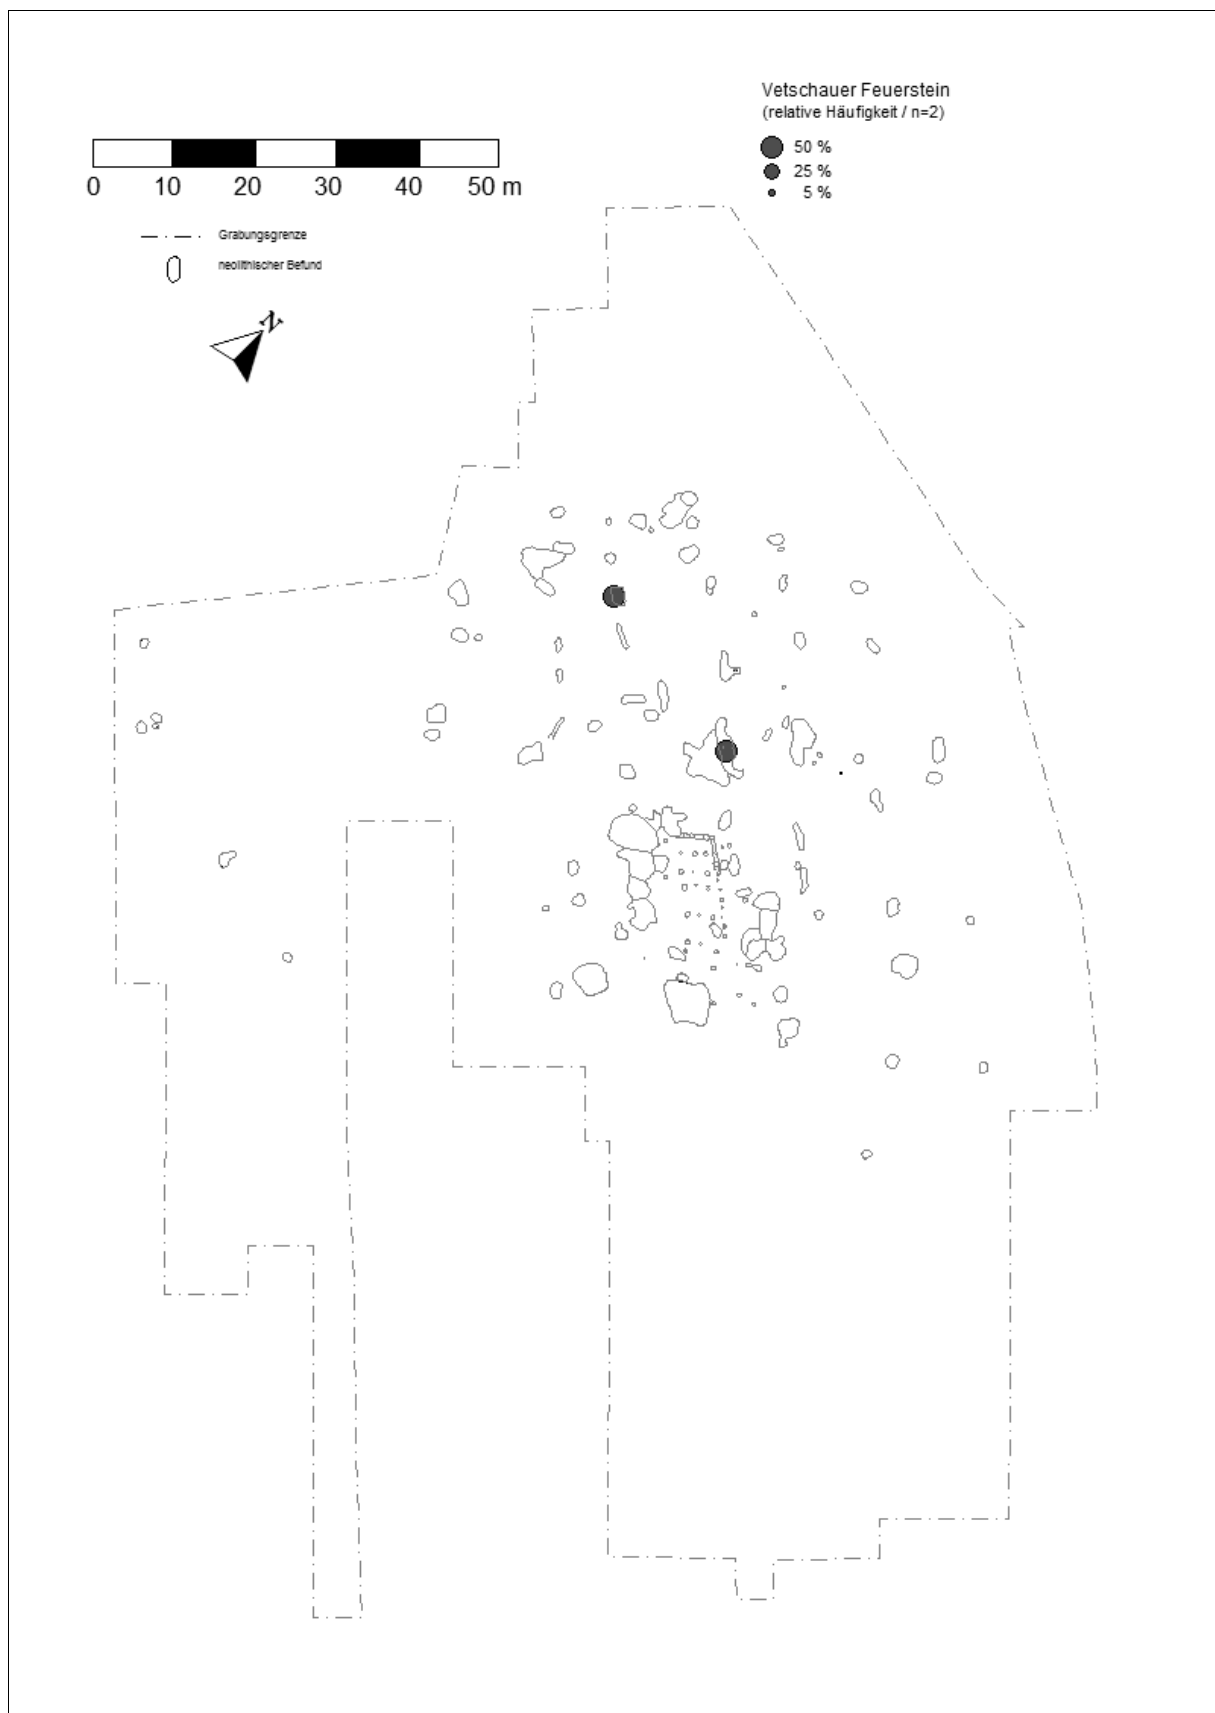 Vetschauer Feuerstein
(relative Häufigkeit / n=2)
50 %
25 %
5 %
0 10 20 30 40 50 m
Grabungsgrenze
neolithischer Befund
N